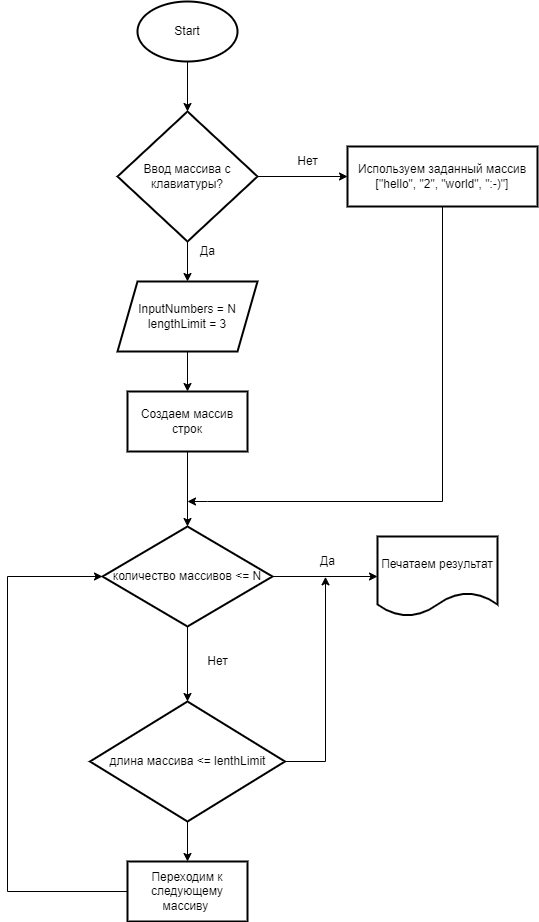 Start
Ввод массива с
клавиатуры?
Нет
Используем заданный массив
["hello", "2", "world", ":-)"]
Да
InputNumbers = N
lengthLimit = 3
Создаем массив
строк
количество массивов <= N
Да
Печатаем результат
Нет
длина массива <= lenthLimit
Переходим к
следующему
массиву